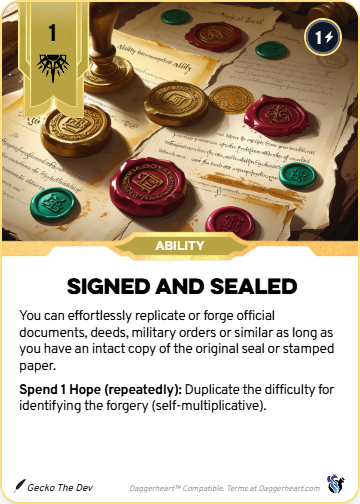 1
1
ABILITY
SIGNED AND SEALED
You can effortlessly replicate or forge official
documents, deeds, military orders or similar as long as
you have an intact copy of the original seal or stamped
paper.
Spend 1 Hope (repeatedly): Duplicate the difficulty for
identifying the forgery (self-multiplicative).
Gecko The Dev
Daggerheart™ Compatible. Terms at Daggerheart.com